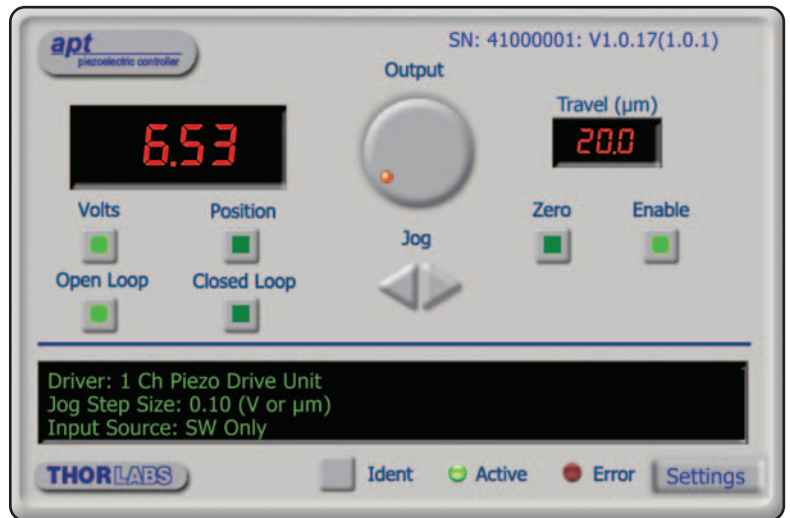 apt
piezoelectric controller
SN: 41000001: V1.0.17(1.0.1)
Output
Travel (µm)
6.53
20.0
Volts
Position
Zero
Enable
Jog
Open Loop
Closed Loop
Driver: 1 Ch Piezo Drive Unit
Jog Step Size: 0.10 (V or µm)
Input Source: SW Only
THORLABS
Ident
Active
Error
Settings